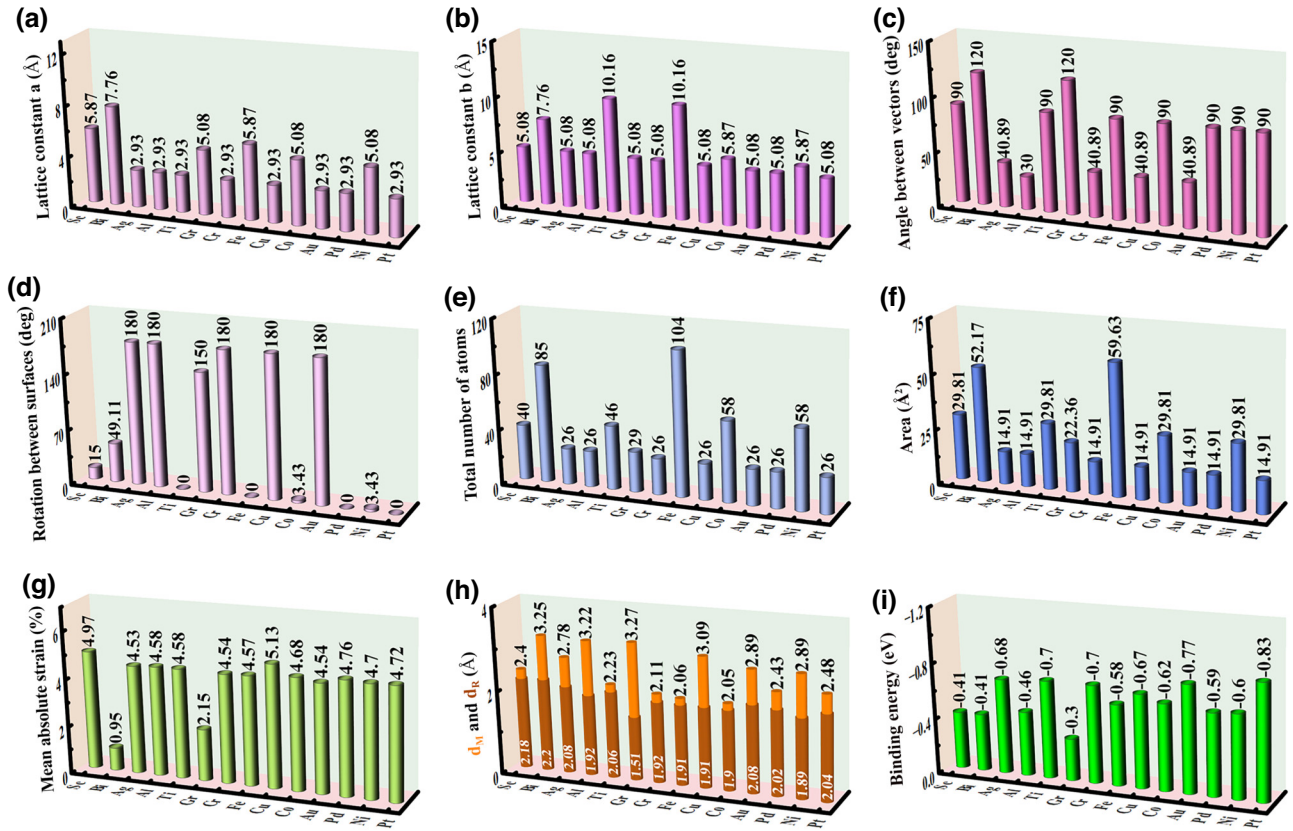 (a)
Lattice constant a (Å)
12
8
4
0
5.87 7.76 2.93 2.93 2.93 5.08 2.93 5.87 2.93 5.08 2.93 2.93 5.08 2.93
Sc Ag Al Ti Gr Cr Fe Cu Co Au Pd Ni Pt
(b)
Lattice constant b (Å)
15
10
5
0
5.08 7.76 5.08 5.08 10.16 5.08 5.08 10.16 5.08 5.87 5.08 5.08 5.87 5.08
Sc Ag Al Ti Gr Cr Fe Cu Co Au Pd Ni Pt
(c)
Angle between vectors (deg)
150
100
50
0
90 120 40.89 30 90 120 40.89 90 40.89 90 40.89 90 90 90
Sc Ag Al Ti Gr Cr Fe Cu Co Au Pd Ni Pt
(d)
Rotation between surfaces (deg)
210
140
70
0
15 49.11 180 180 0 150 180 0 180 3.43 180 0 3.43 0
Sc Ag Al Ti Gr Cr Fe Cu Co Au Pd Ni Pt
(e)
Total number of atoms
120
80
40
0
40 85 26 26 46 29 26 104 26 58 26 26 58 26
Sc Ag Al Ti Gr Cr Fe Cu Co Au Pd Ni Pt
(f)
Area (Å²)
75
50
25
0
29.81 52.17 14.91 14.91 29.81 22.36 14.91 59.63 14.91 29.81 14.91 14.91 29.81 14.91
Sc Ag Al Ti Gr Cr Fe Cu Co Au Pd Ni Pt
(g)
Mean absolute strain (%)
6
4
2
0
4.97 0.95 4.53 4.58 4.58 2.15 4.54 4.57 5.13 4.68 4.54 4.76 4.7 4.72
Sc Ag Al Ti Gr Cr Fe Cu Co Au Pd Ni Pt
(h)
d_M and d_R (Å)
4
2
0
2.4 3.25 2.78 3.22 2.23 3.27 2.11 2.06 3.09 2.05 2.89 2.43 2.89 2.48
2.18 2.2 2.08 1.92 2.06 1.51 1.92 1.91 1.91 1.9 2.08 2.02 1.89 2.04
Sc Ag Al Ti Gr Cr Fe Cu Co Au Pd Ni Pt
(i)
Binding energy (eV)
-1.2
-0.8
-0.4
0.0
-0.41 -0.41 -0.68 -0.46 -0.7 -0.3 -0.7 -0.58 -0.67 -0.62 -0.77 -0.59 -0.6 -0.83
Sc Ag Al Ti Gr Cr Fe Cu Co Au Pd Ni Pt